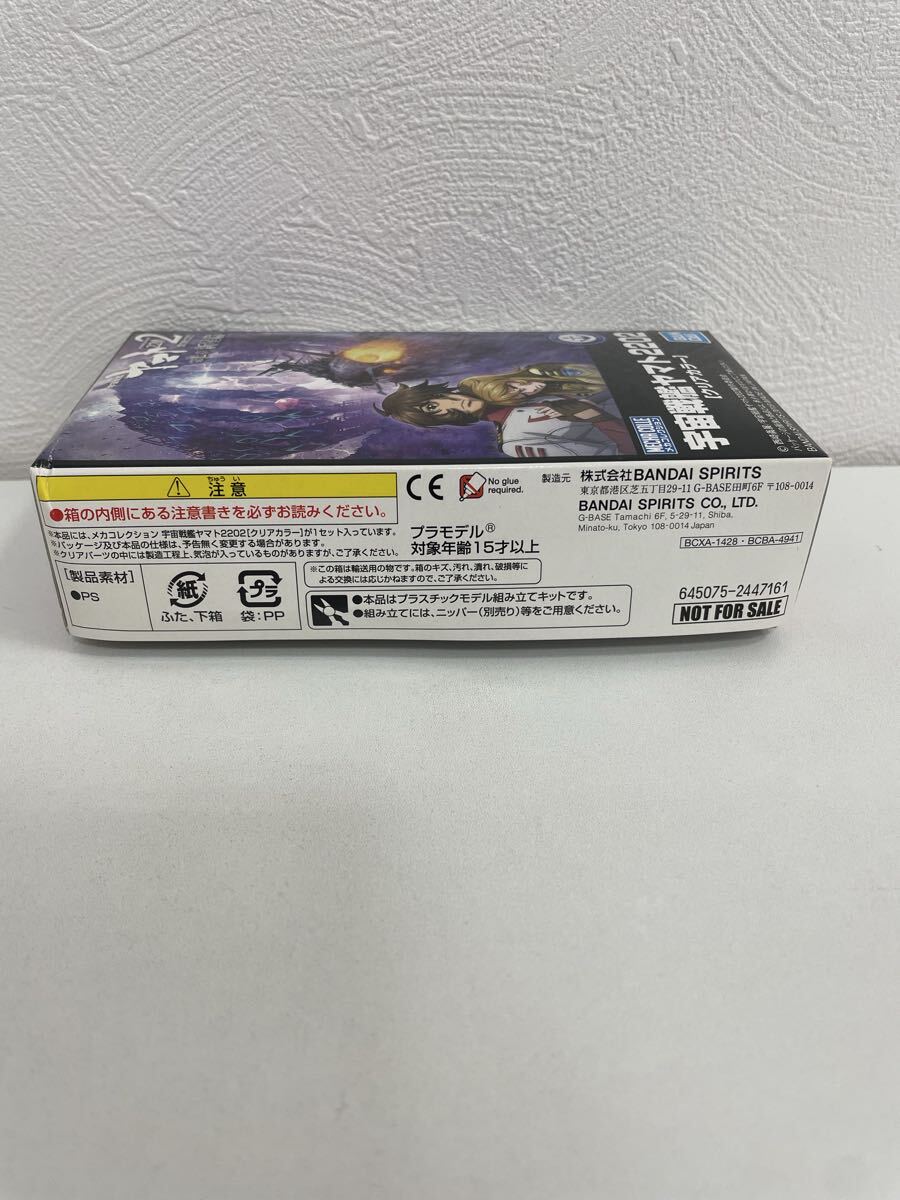 2
MECHACOLLE
メカコレクション
宇宙戦艦ヤマト2202
[クリアカラー]
ちゅうい
注意
●箱の内側にある注意書きを必ずお読みください。
※本品には、メカコレクション 宇宙戦艦ヤマト2202[クリアカラー]が1セット入っています。
※パッケージ及び本品の仕様は、予告無く変更する場合があります。
※クリアパーツの中には製造工程上、気泡が入っているものがありますが、ご了承ください。
[製品素材]
●PS
紙
ふた、下箱
プラ
袋:PP
CE
No glue
required.
プラモデル®
対象年齢15才以上
※この箱は輸送用の物です。箱のキズ、汚れ、潰れ、破損等に
よる交換には応じかねますので、ご了承ください。
●本品はプラスチックモデル組み立てキットです。
●組み立てには、ニッパー(別売り)等をご用意ください。
製造元
株式会社BANDAI SPIRITS
東京都港区芝五丁目29-11 G-BASE田町6F 〒108-0014
BANDAI SPIRITS CO., LTD.
G-BASE Tamachi 6F, 5-29-11, Shiba,
Minato-ku, Tokyo 108-0014 Japan
BCXA-1428・BCBA-4941
645075-2447161
NOT FOR SALE